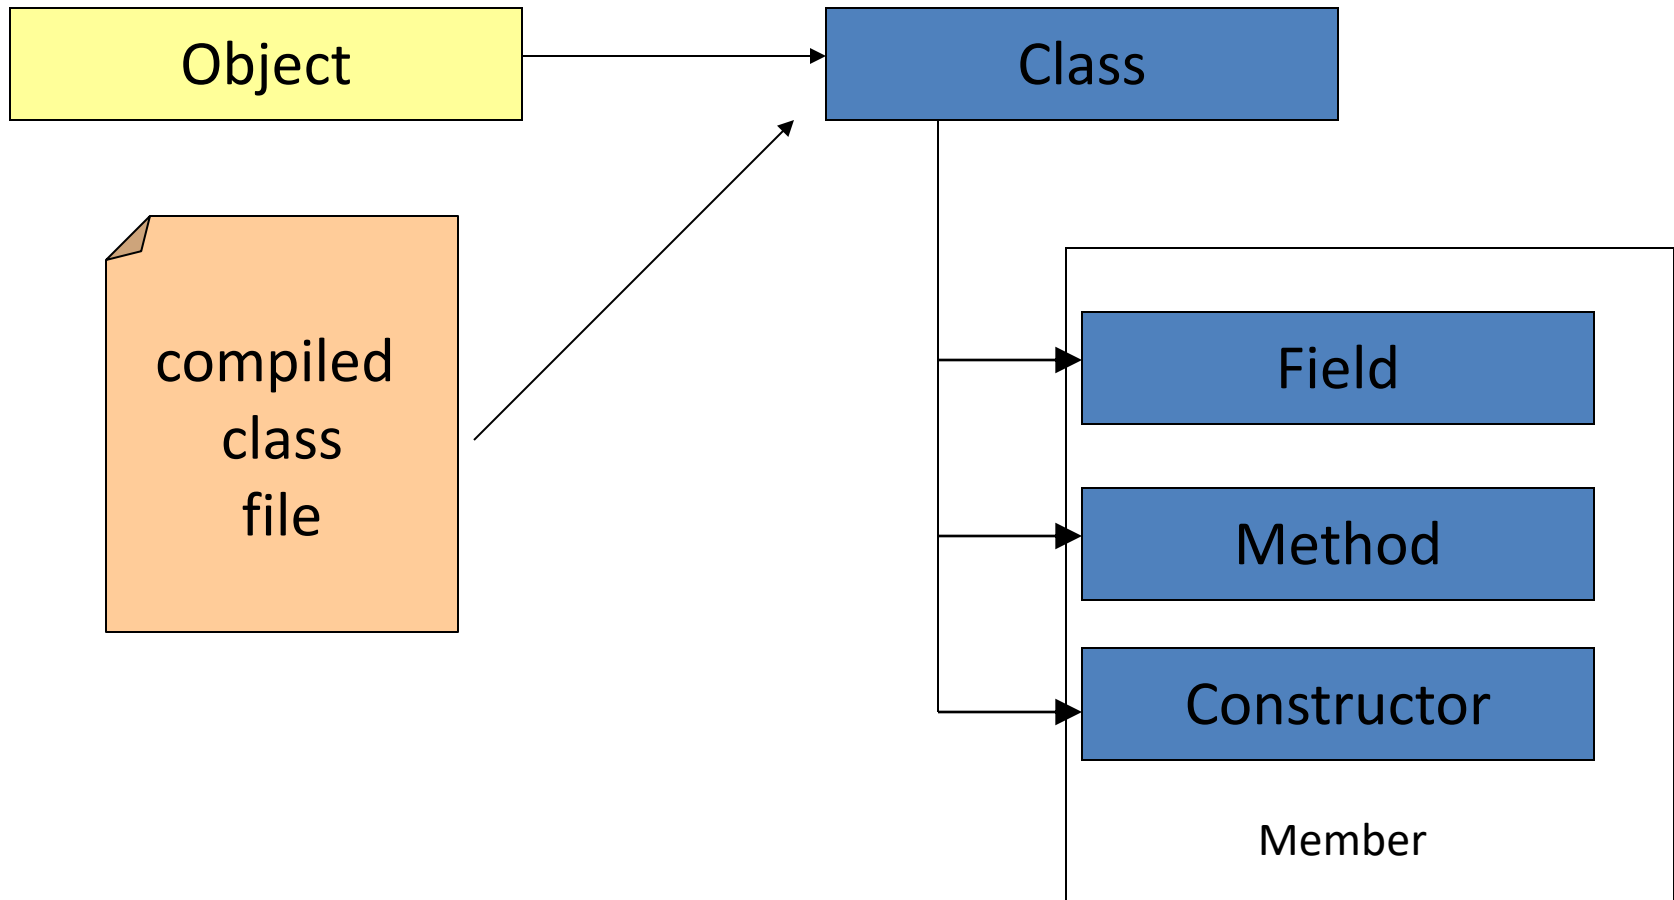 Object
Class
compiled
class
file
Field
Method
Constructor
Member